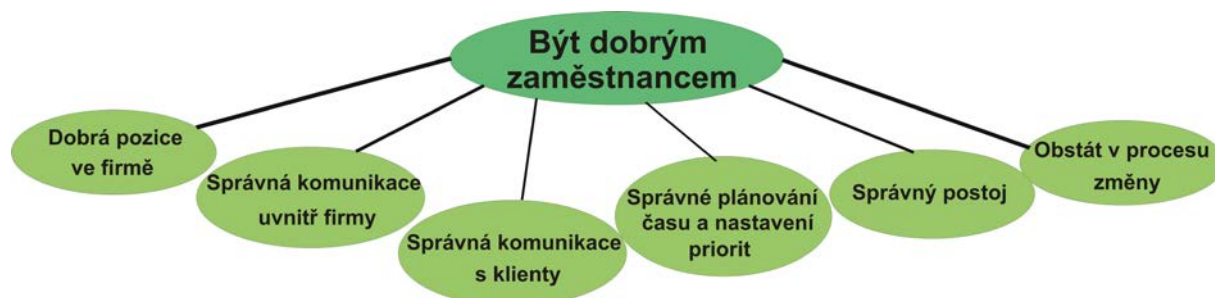 Být dobrým
zaměstnancem
Dobrá pozice
ve firmě
Správná komunikace
uvnitř firmy
Správná komunikace
s klienty
Správné plánování
času a nastavení
priorit
Správný postoj
Obstát v procesu
změny